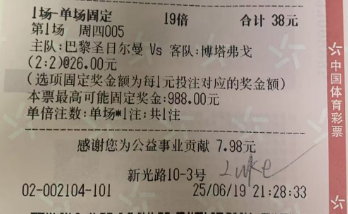 1场-单场固定 19倍 合计 38元
第1场 周四005
主队:巴黎圣日尔曼 Vs 客队:博塔弗戈
(2:2)@26.00元
(选项固定奖金额为每1元投注对应的奖金额)
本票最高可能固定奖金:988.00元
单倍注数:单场*1注:共1注
感谢您为公益事业贡献 7.98元
Luke
新光路10-3号
02-002104-101 25/06/19 21:28:33
中国体育彩票